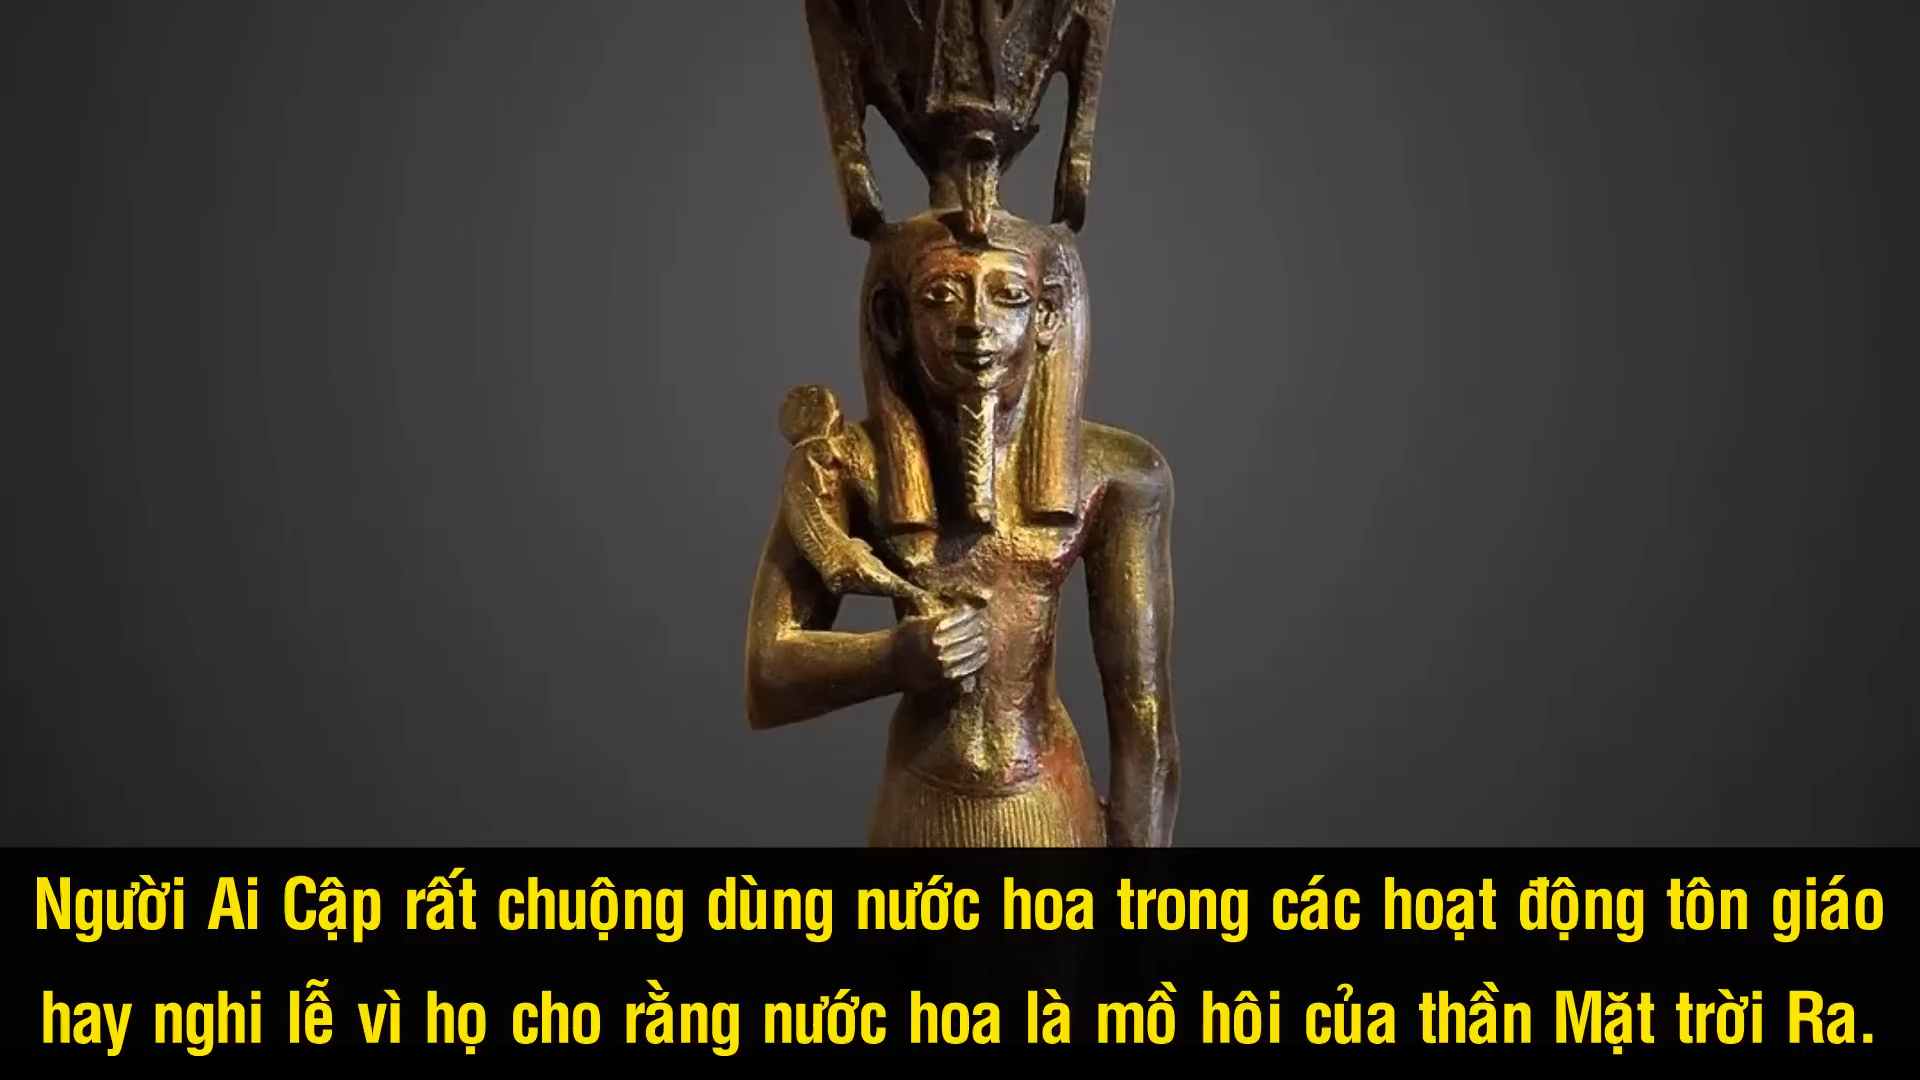 Người Ai Cập rất chuộng dùng nước hoa trong các hoạt động tôn giáo
hay nghi lễ vì họ cho rằng nước hoa là mồ hôi của thần Mặt trời Ra.